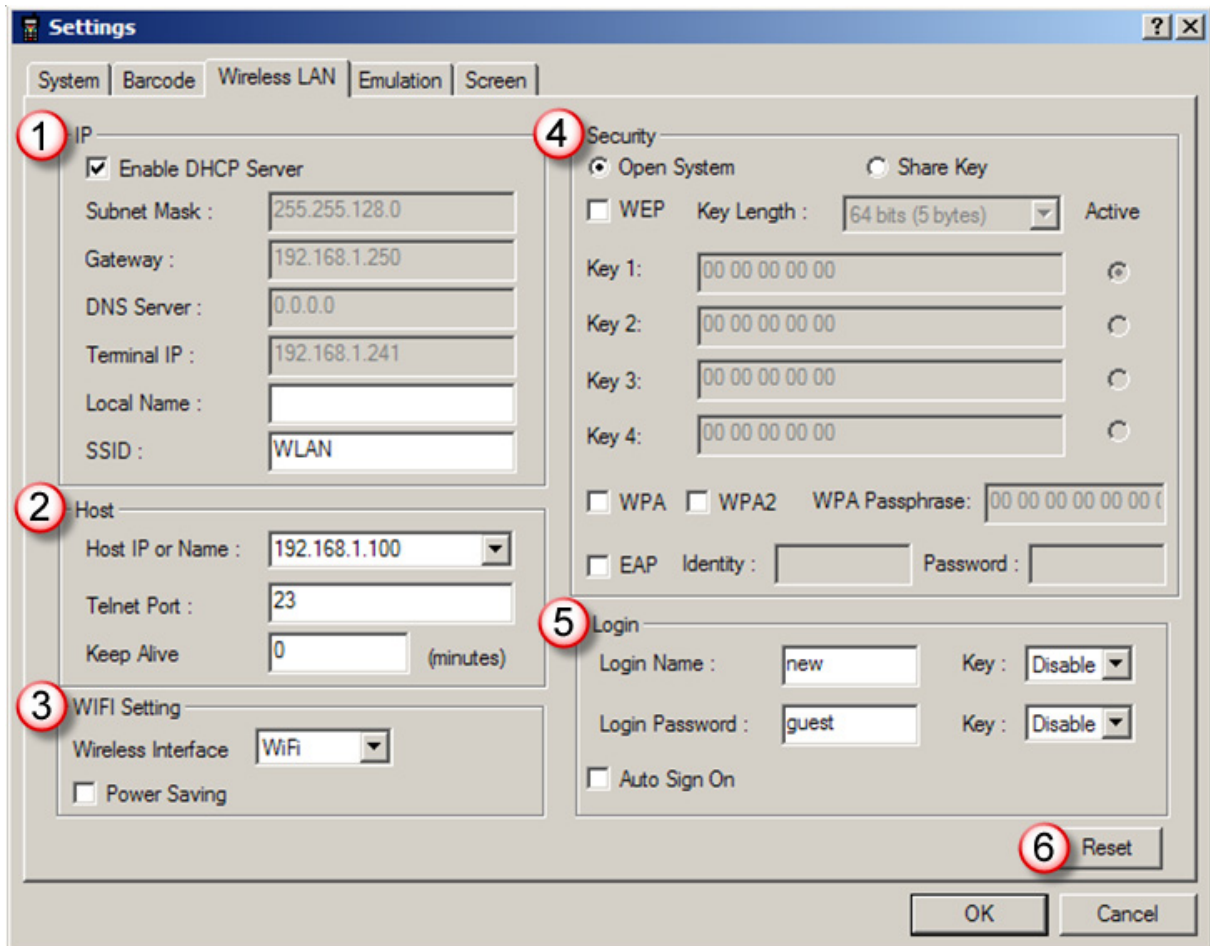 Settings
System Barcode Wireless LAN Emulation Screen
1 IP
Enable DHCP Server
Subnet Mask : 255.255.128.0
Gateway : 192.168.1.250
DNS Server : 0.0.0.0
Terminal IP : 192.168.1.241
Local Name :
SSID : WLAN
2 Host
Host IP or Name : 192.168.1.100
Telnet Port : 23
Keep Alive 0 (minutes)
3 WIFI Setting
Wireless Interface WiFi
Power Saving
4 Security
Open System Share Key
WEP Key Length : 64 bits (5 bytes) Active
Key 1: 00 00 00 00 00
Key 2: 00 00 00 00 00
Key 3: 00 00 00 00 00
Key 4: 00 00 00 00 00
WPA WPA2 WPA Passphrase: 00 00 00 00 00 00
EAP Identity : Password :
5 Login
Login Name : new Key : Disable
Login Password : guest Key : Disable
Auto Sign On
6 Reset
OK Cancel